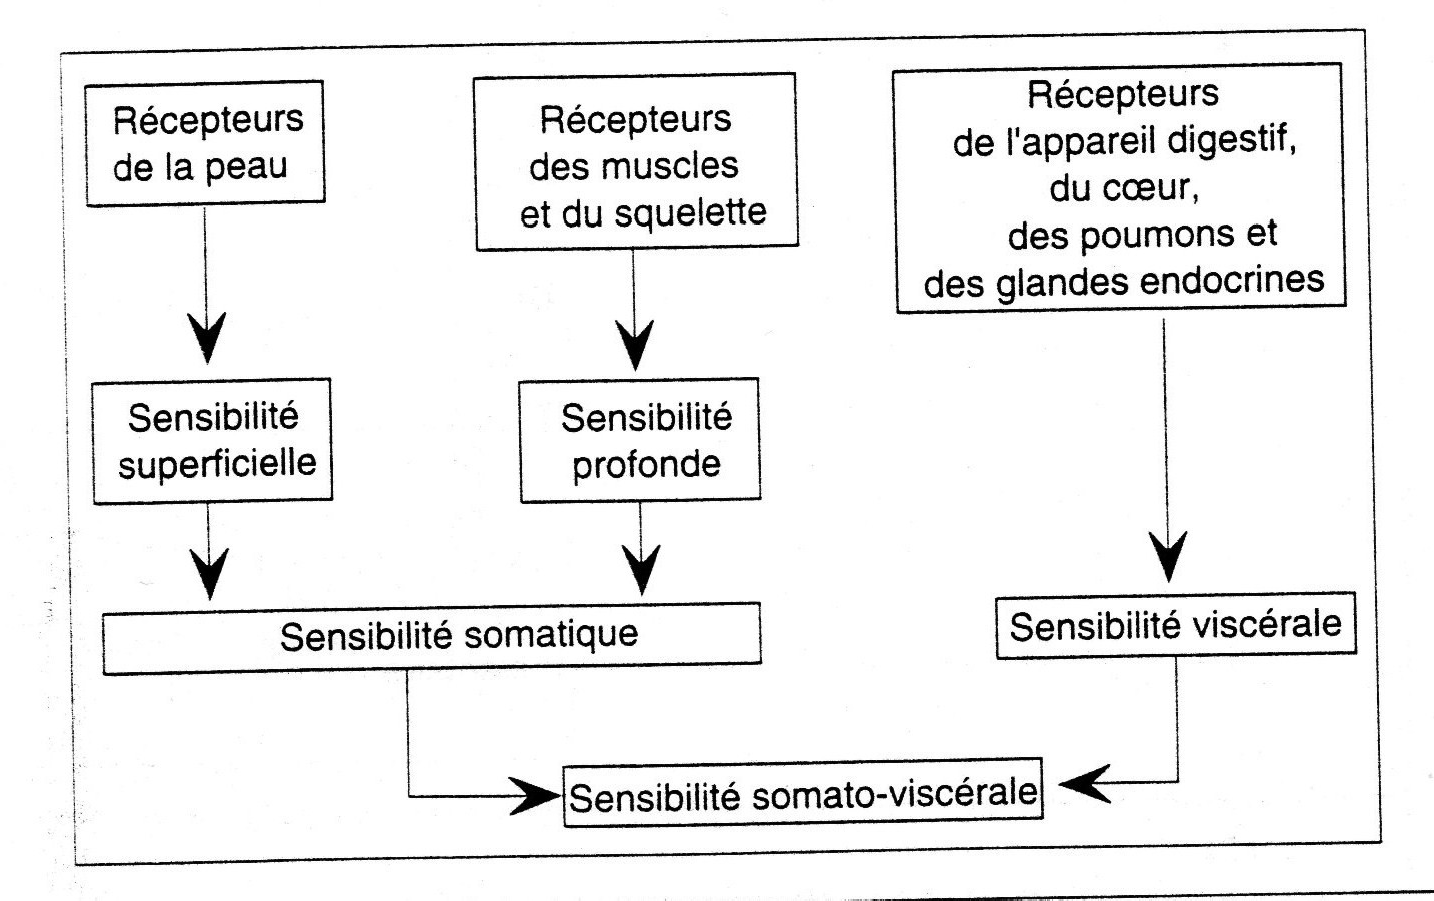 Récepteurs
de la peau
Récepteurs
des muscles
et du squelette
Récepteurs
de l'appareil digestif,
du cœur,
des poumons et
des glandes endocrines
Sensibilité
superficielle
Sensibilité
profonde
Sensibilité somatique
Sensibilité viscérale
Sensibilité somato-viscérale